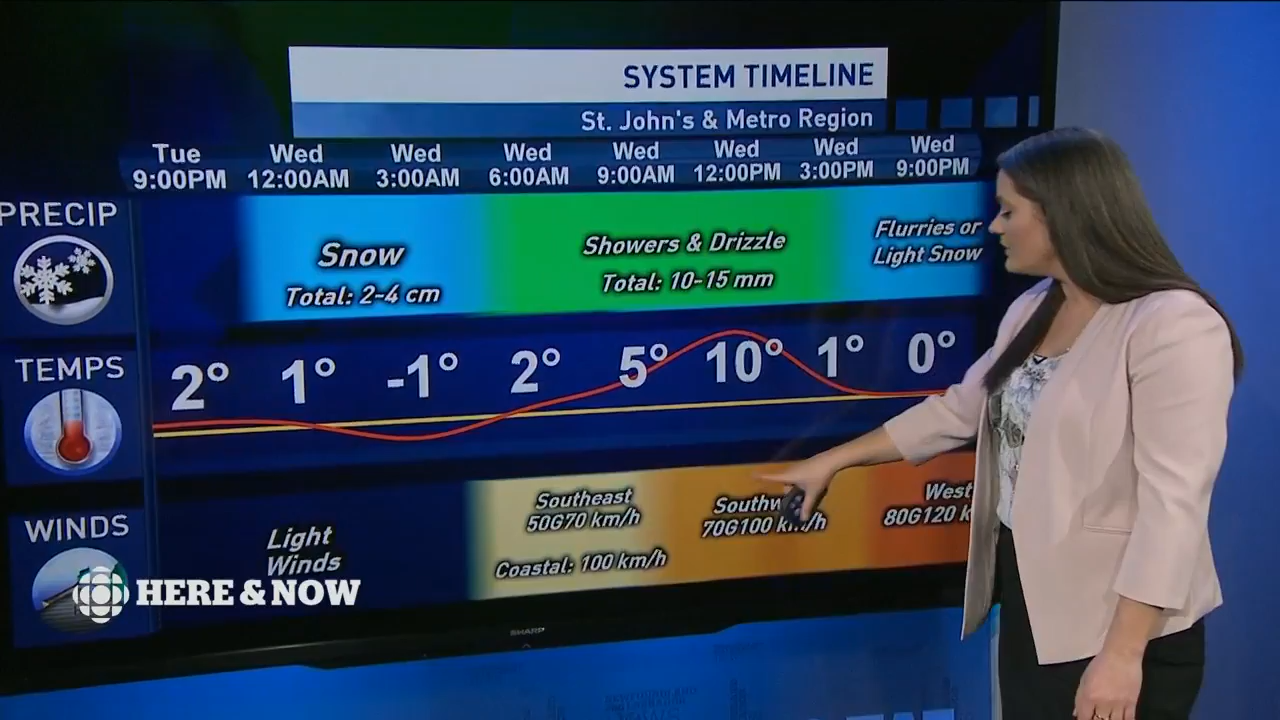 SYSTEM TIMELINE
St. John's & Metro Region
Tue Wed Wed Wed Wed Wed Wed Wed
9:00PM 12:00AM 3:00AM 6:00AM 9:00AM 12:00PM 3:00PM 9:00PM
PRECIP
Snow
Total: 2-4 cm
Showers & Drizzle
Total: 10-15 mm
Flurries or
Light Snow
TEMPS
2° 1° -1° 2° 5° 10° 1° 0°
WINDS
Light
Winds
Southeast
50G70 km/h
Coastal: 100 km/h
70G100 km/h
West
80G120
HERE & NOW
SHARP